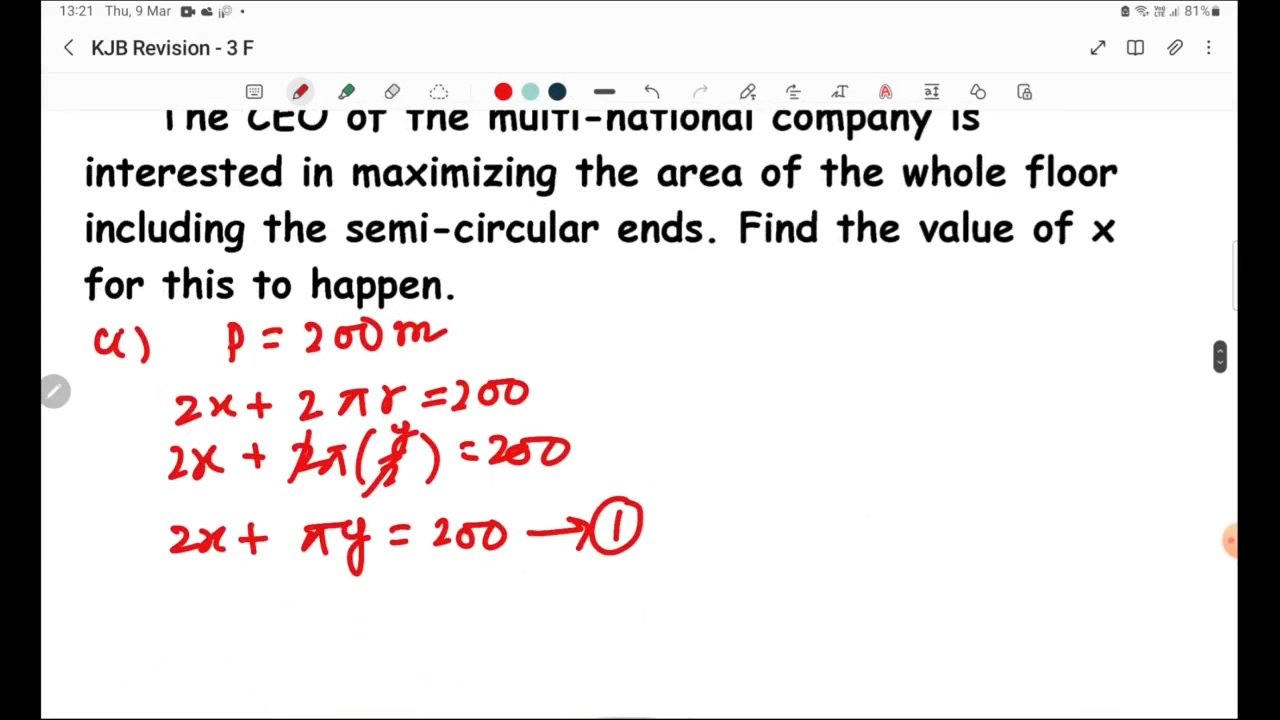 13:21 Thu, 9 Mar • 81%
KJB Revision - 3 F
The CEO of the multi-national company is
interested in maximizing the area of the whole floor
including the semi-circular ends. Find the value of x
for this to happen.
a) P = 200 m
2x + 2πr = 200
2x + 2π(y/2) = 200
2x + πy = 200 → ①